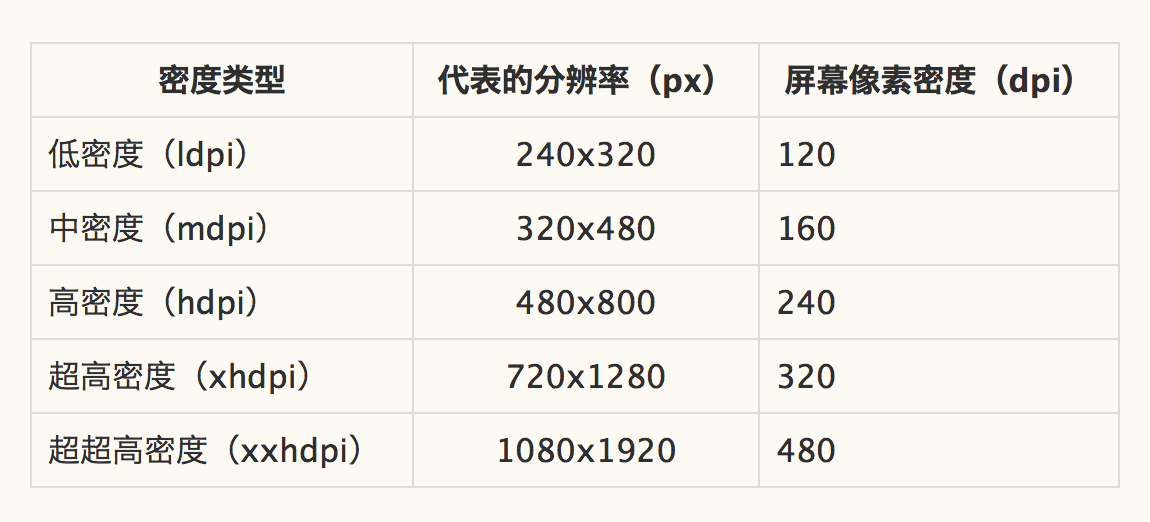 密度类型 代表的分辨率（px） 屏幕像素密度（dpi）
低密度（ldpi） 240x320 120
中密度（mdpi） 320x480 160
高密度（hdpi） 480x800 240
超高密度（xhdpi） 720x1280 320
超超高密度（xxhdpi） 1080x1920 480